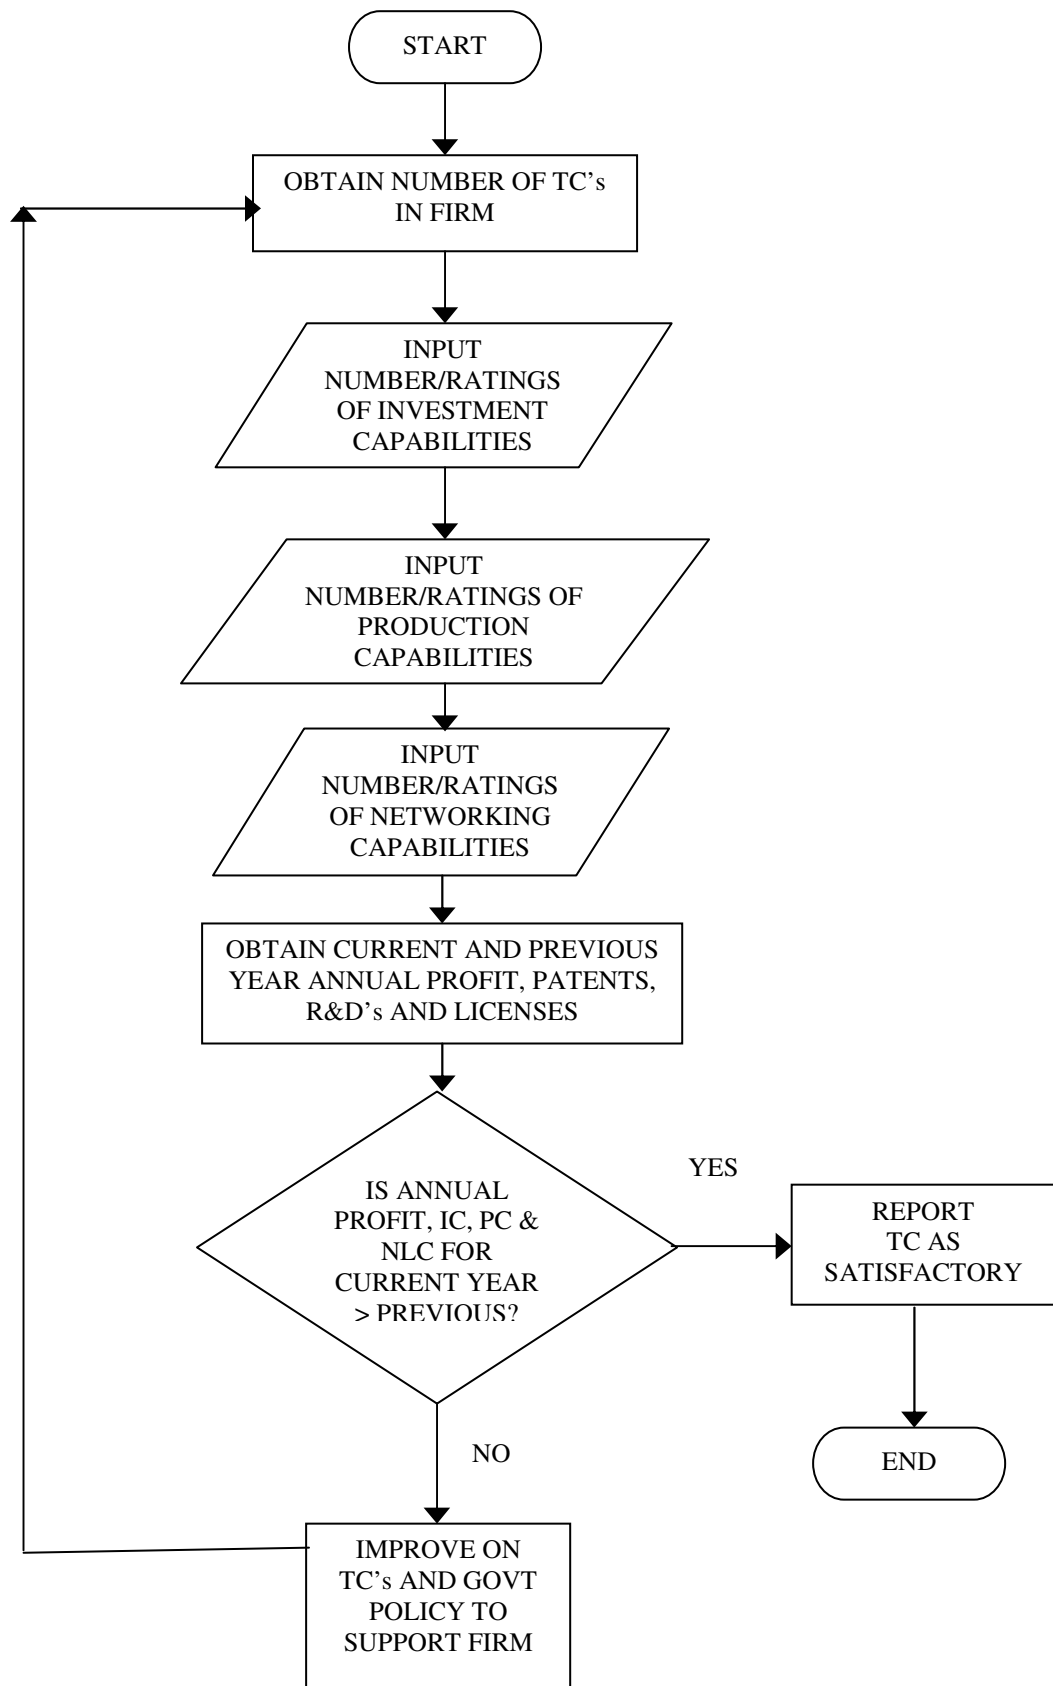 START
OBTAIN NUMBER OF TC’s
IN FIRM
INPUT
NUMBER/RATINGS
OF INVESTMENT
CAPABILITIES
INPUT
NUMBER/RATINGS OF
PRODUCTION
CAPABILITIES
INPUT
NUMBER/RATINGS
OF NETWORKING
CAPABILITIES
OBTAIN CURRENT AND PREVIOUS
YEAR ANNUAL PROFIT, PATENTS,
R&D’s AND LICENSES
IS ANNUAL
PROFIT, IC, PC &
NLC FOR
CURRENT YEAR
> PREVIOUS?
YES
REPORT
TC AS
SATISFACTORY
END
NO
IMPROVE ON
TC’s AND GOVT
POLICY TO
SUPPORT FIRM